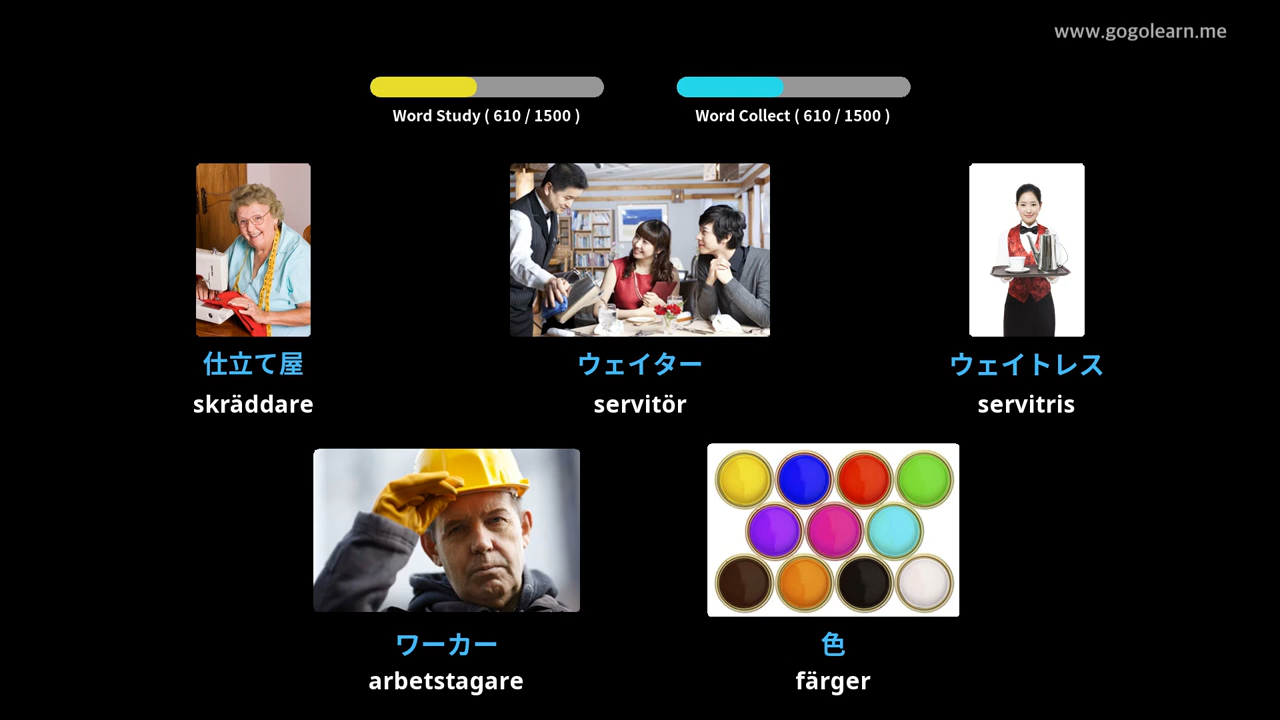 www.gogolearn.me
Word Study ( 610 / 1500 )
Word Collect ( 610 / 1500 )
仕立て屋
skräddare
ウェイター
servitör
ウェイトレス
servitris
ワーカー
arbetstagare
色
färger